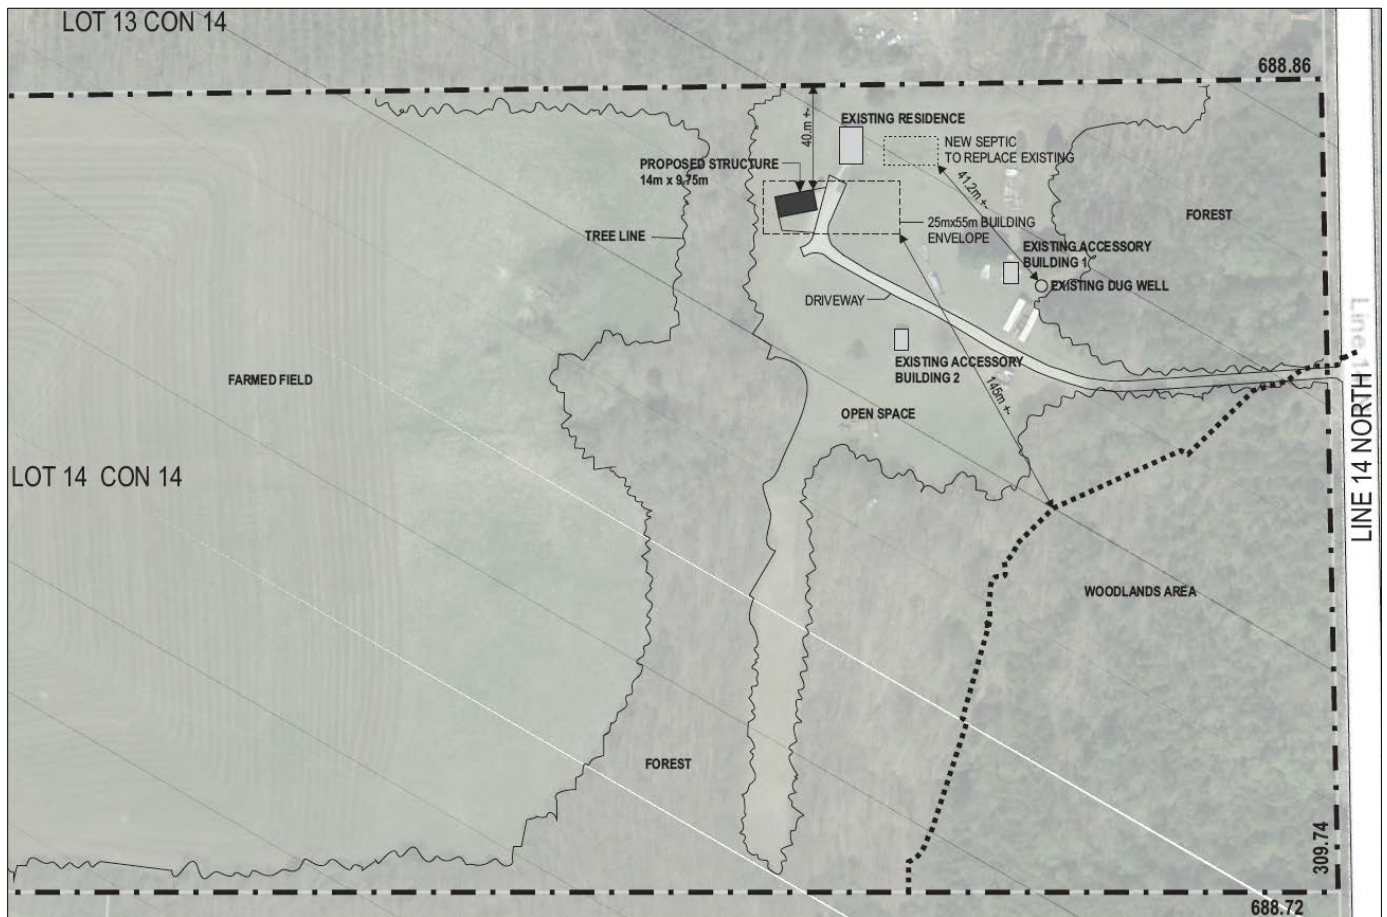 LOT 13 CON 14
688.86
EXISTING RESIDENCE
40.m +-
NEW SEPTIC
TO REPLACE EXISTING
PROPOSED STRUCTURE
14m x 9.75m
41.2m +-
FOREST
25mx55m BUILDING
ENVELOPE
TREE LINE
EXISTING ACCESSORY
BUILDING 1
EXISTING DUG WELL
DRIVEWAY
EXISTING ACCESSORY
BUILDING 2
145m +-
FARMED FIELD
OPEN SPACE
Line 1
LINE 14 NORTH
LOT 14 CON 14
WOODLANDS AREA
FOREST
309.74
688.72